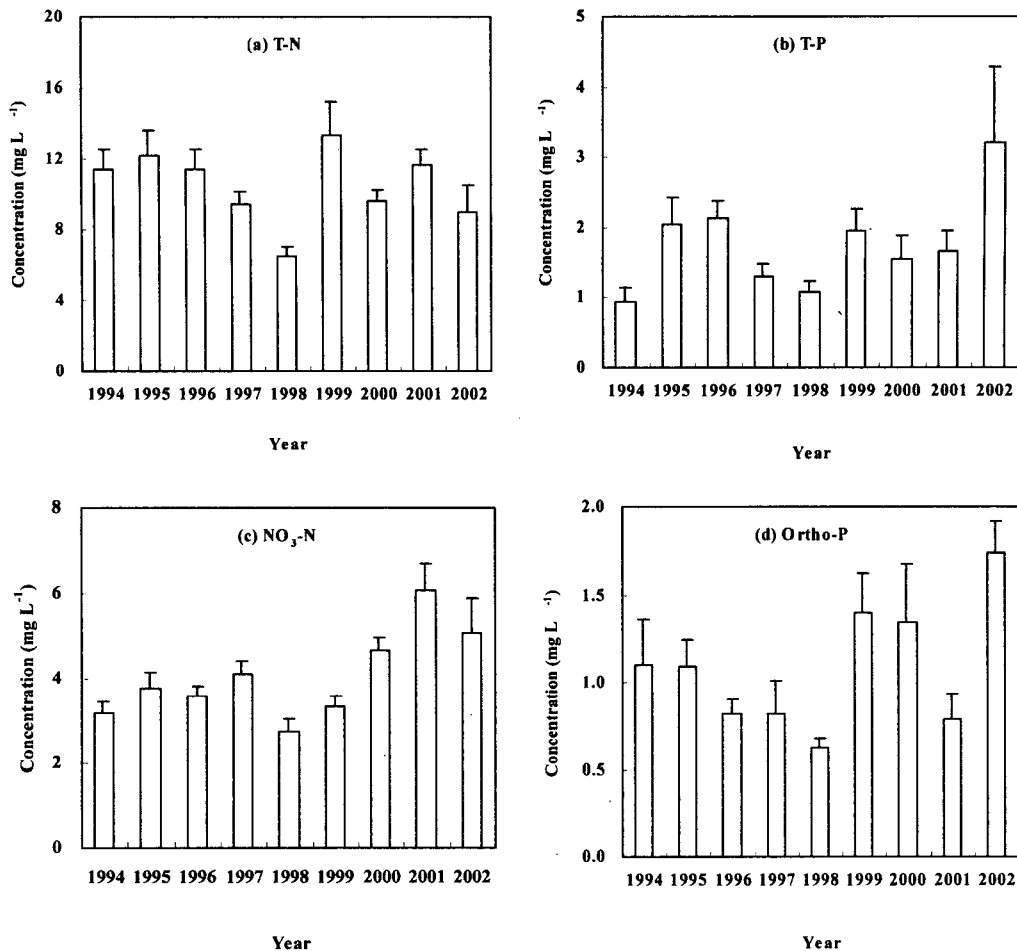 (a) T-N
Concentration (mg L⁻¹)
20
16
12
8
4
0
1994 1995 1996 1997 1998 1999 2000 2001 2002
Year
(b) T-P
Concentration (mg L⁻¹)
5
4
3
2
1
0
1994 1995 1996 1997 1998 1999 2000 2001 2002
Year
(c) NO₃-N
Concentration (mg L⁻¹)
8
6
4
2
0
1994 1995 1996 1997 1998 1999 2000 2001 2002
Year
(d) Ortho-P
Concentration (mg L⁻¹)
2.0
1.5
1.0
0.5
0.0
1994 1995 1996 1997 1998 1999 2000 2001 2002
Year